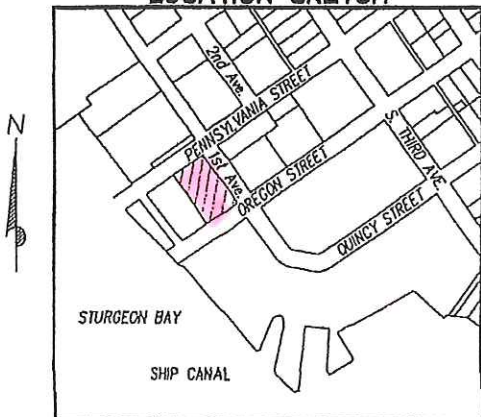 LOCATION SKETCH
N
2nd Ave.
PENNSYLVANIA STREET
1st Ave.
OREGON STREET
S. THIRD AVE.
QUINCY STREET
STURGEON BAY
SHIP CANAL